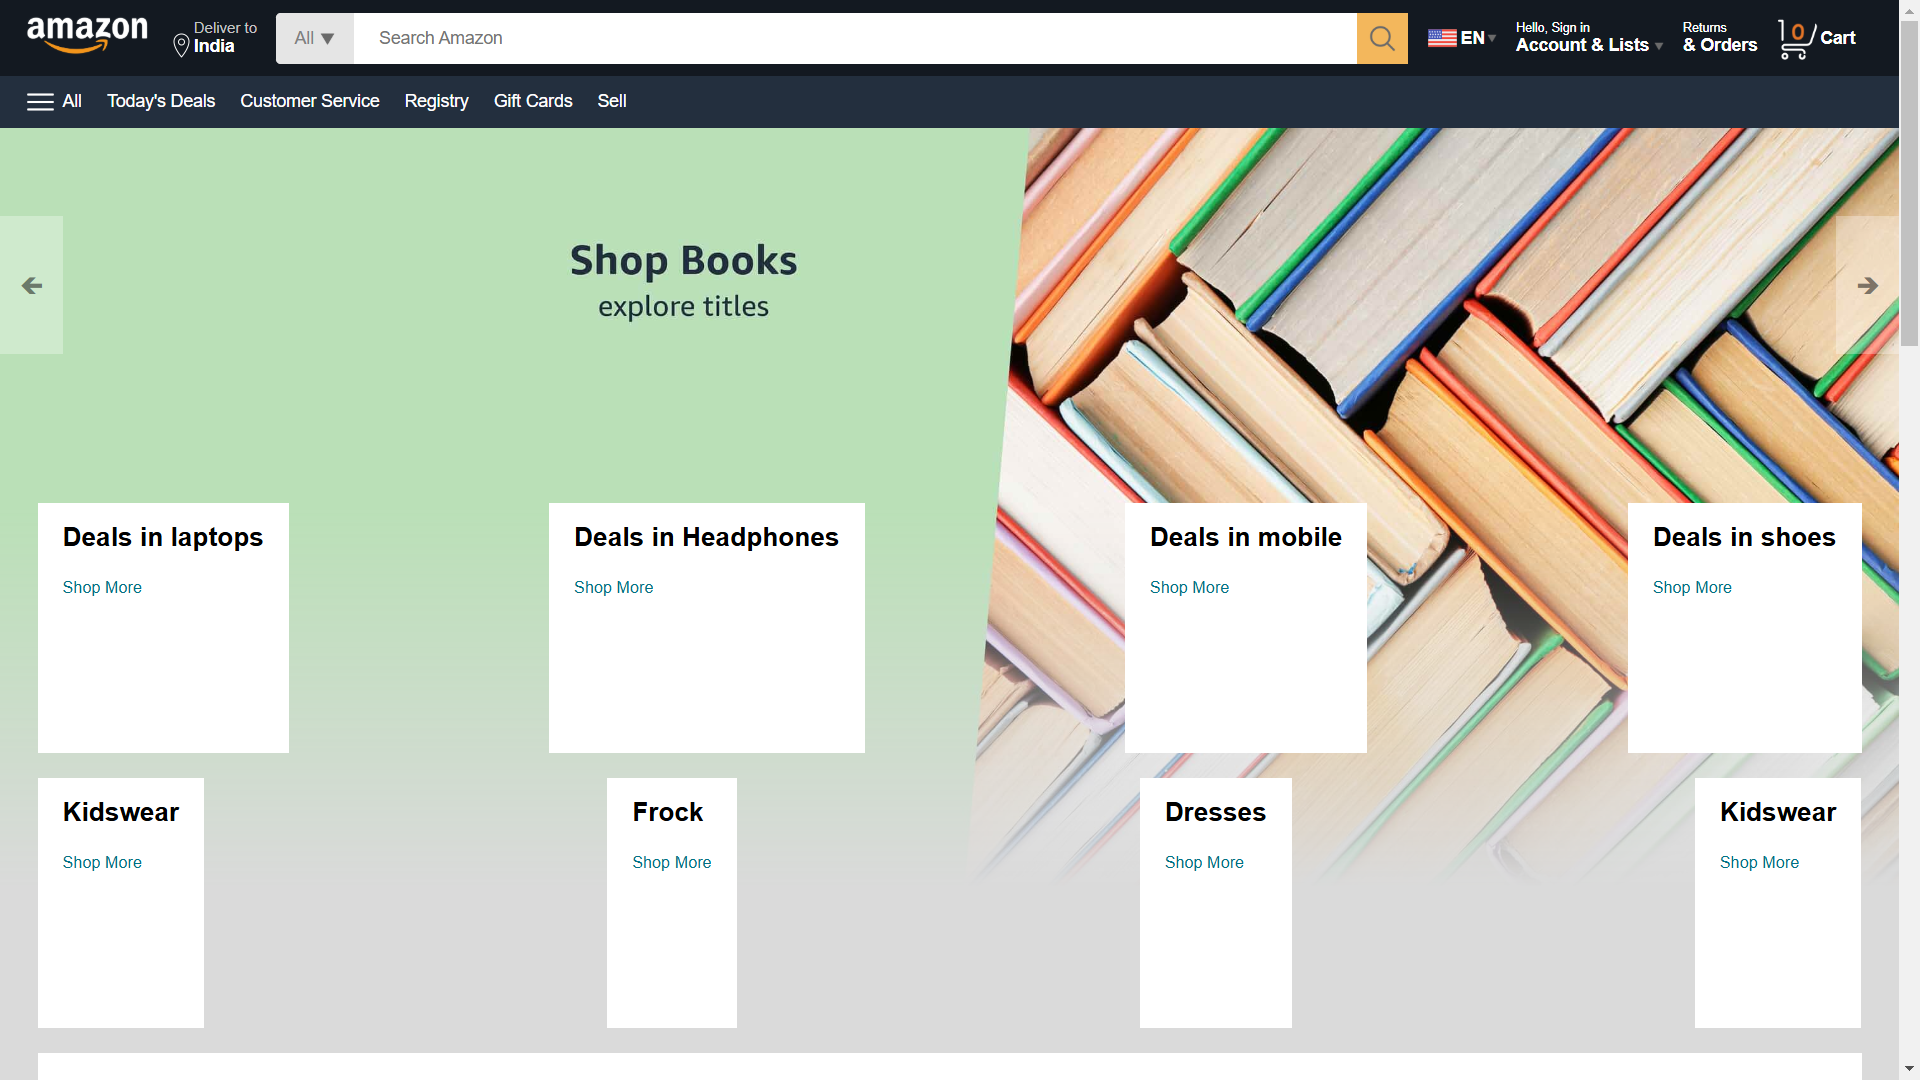 amazon
Deliver to
India
All
Search Amazon
EN
Hello, Sign in
Account & Lists
Returns
& Orders
0
Cart
All
Today's Deals
Customer Service
Registry
Gift Cards
Sell
Shop Books
explore titles
Deals in laptops
Shop More
Deals in Headphones
Shop More
Deals in mobile
Shop More
Deals in shoes
Shop More
Kidswear
Shop More
Frock
Shop More
Dresses
Shop More
Kidswear
Shop More